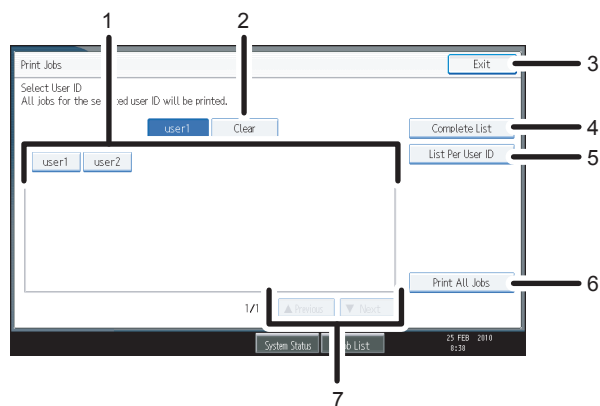 1
2
Print Jobs
Exit
3
Select User ID
All jobs for the se ted user ID will be printed.
user1
Clear
Complete List
4
List Per User ID
5
user1
user2
Print All Jobs
6
1/1
▲ Previous
▼ Next
System Status
b List
25 FEB 2010
8:38
7